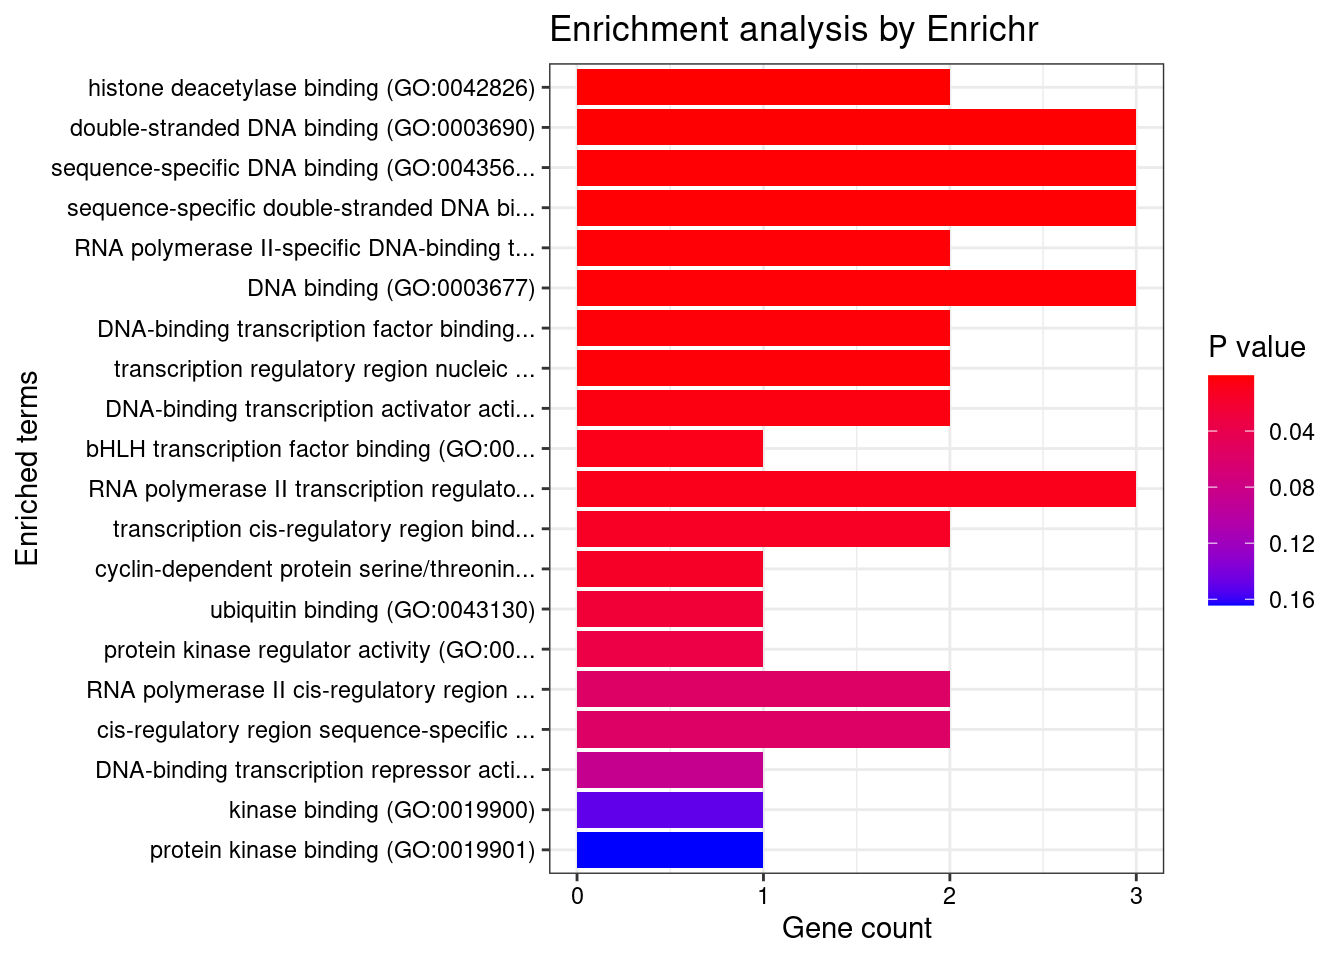 Enrichment analysis by Enrichr
histone deacetylase binding (GO:0042826)
double-stranded DNA binding (GO:0003690)
sequence-specific DNA binding (GO:004356...
sequence-specific double-stranded DNA bi...
RNA polymerase II-specific DNA-binding t...
DNA binding (GO:0003677)
DNA-binding transcription factor binding...
transcription regulatory region nucleic ...
DNA-binding transcription activator acti...
bHLH transcription factor binding (GO:00...
RNA polymerase II transcription regulato...
transcription cis-regulatory region bind...
cyclin-dependent protein serine/threonin...
ubiquitin binding (GO:0043130)
protein kinase regulator activity (GO:00...
RNA polymerase II cis-regulatory region ...
cis-regulatory region sequence-specific ...
DNA-binding transcription repressor acti...
kinase binding (GO:0019900)
protein kinase binding (GO:0019901)
Enriched terms
0 1 2 3
Gene count
P value
0.04
0.08
0.12
0.16